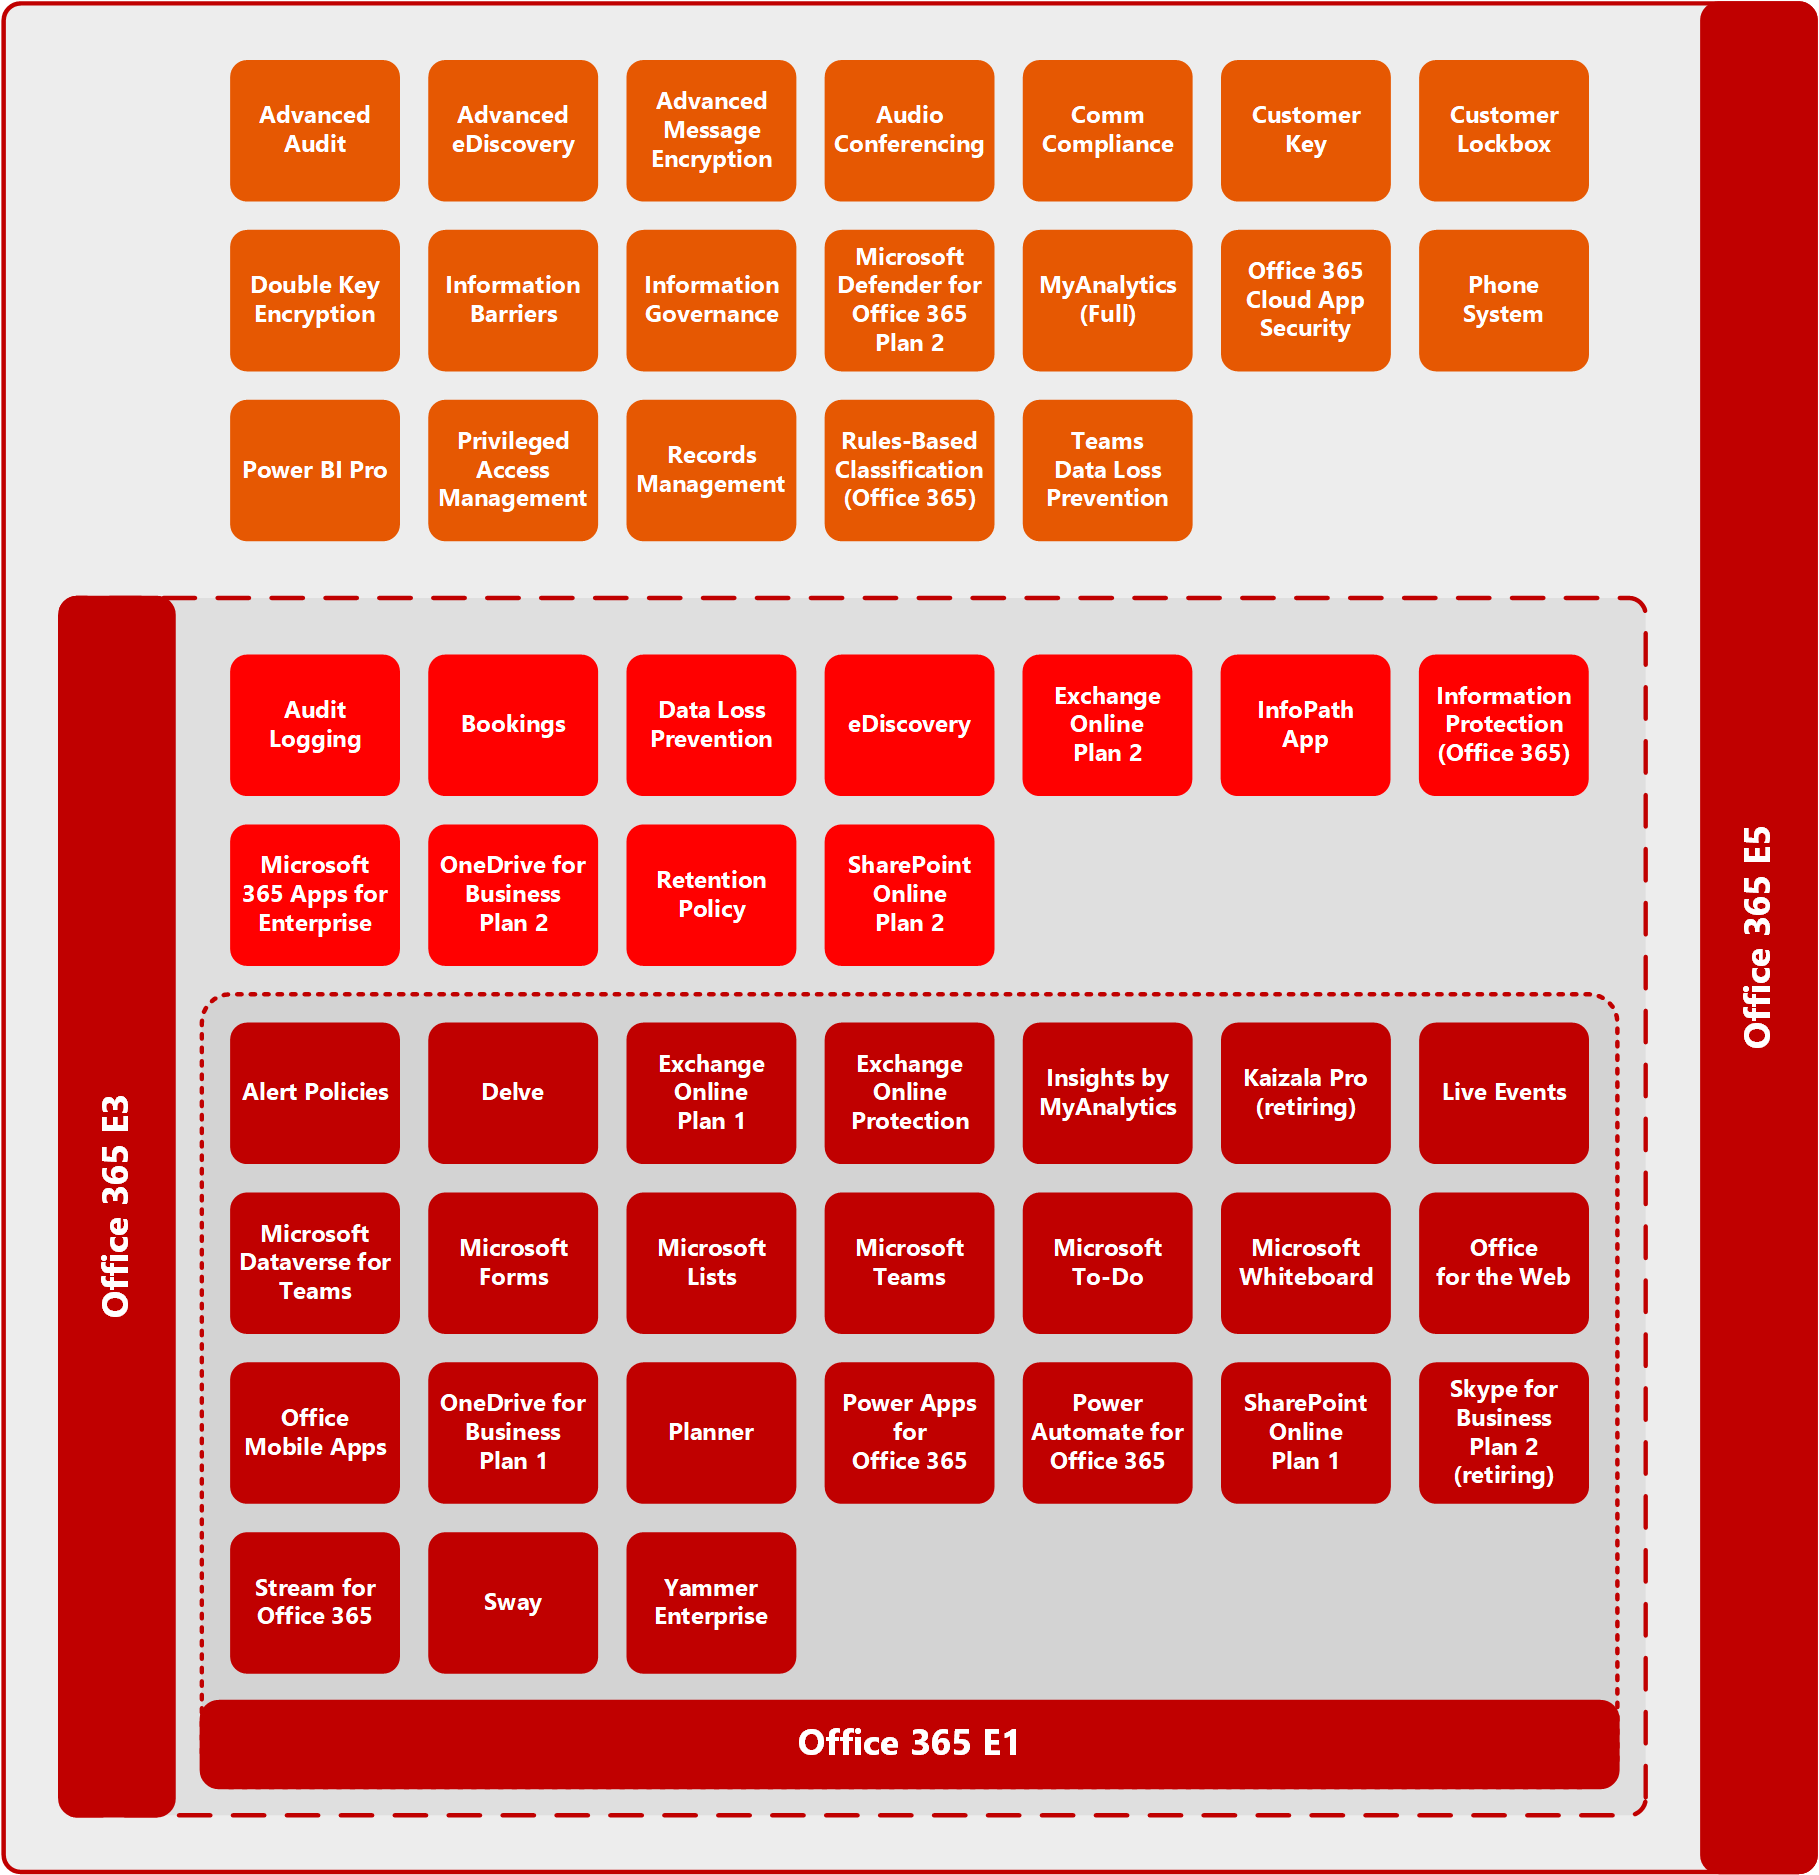 Advanced
Audit
Advanced
eDiscovery
Advanced
Message
Encryption
Audio
Conferencing
Comm
Compliance
Customer
Key
Customer
Lockbox
Double Key
Encryption
Information
Barriers
Information
Governance
Microsoft
Defender for
Office 365
Plan 2
MyAnalytics
(Full)
Office 365
Cloud App
Security
Phone
System
Power BI Pro
Privileged
Access
Management
Records
Management
Rules-Based
Classification
(Office 365)
Teams
Data Loss
Prevention
Office 365 E5
Office 365 E3
Audit
Logging
Bookings
Data Loss
Prevention
eDiscovery
Exchange
Online
Plan 2
InfoPath
App
Information
Protection
(Office 365)
Microsoft
365 Apps for
Enterprise
OneDrive for
Business
Plan 2
Retention
Policy
SharePoint
Online
Plan 2
Alert Policies
Delve
Exchange
Online
Plan 1
Exchange
Online
Protection
Insights by
MyAnalytics
Kaizala Pro
(retiring)
Live Events
Microsoft
Dataverse for
Teams
Microsoft
Forms
Microsoft
Lists
Microsoft
Teams
Microsoft
To-Do
Microsoft
Whiteboard
Office
for the Web
Office
Mobile Apps
OneDrive for
Business
Plan 1
Planner
Power Apps
for
Office 365
Power
Automate for
Office 365
SharePoint
Online
Plan 1
Skype for
Business
Plan 2
(retiring)
Stream for
Office 365
Sway
Yammer
Enterprise
Office 365 E1